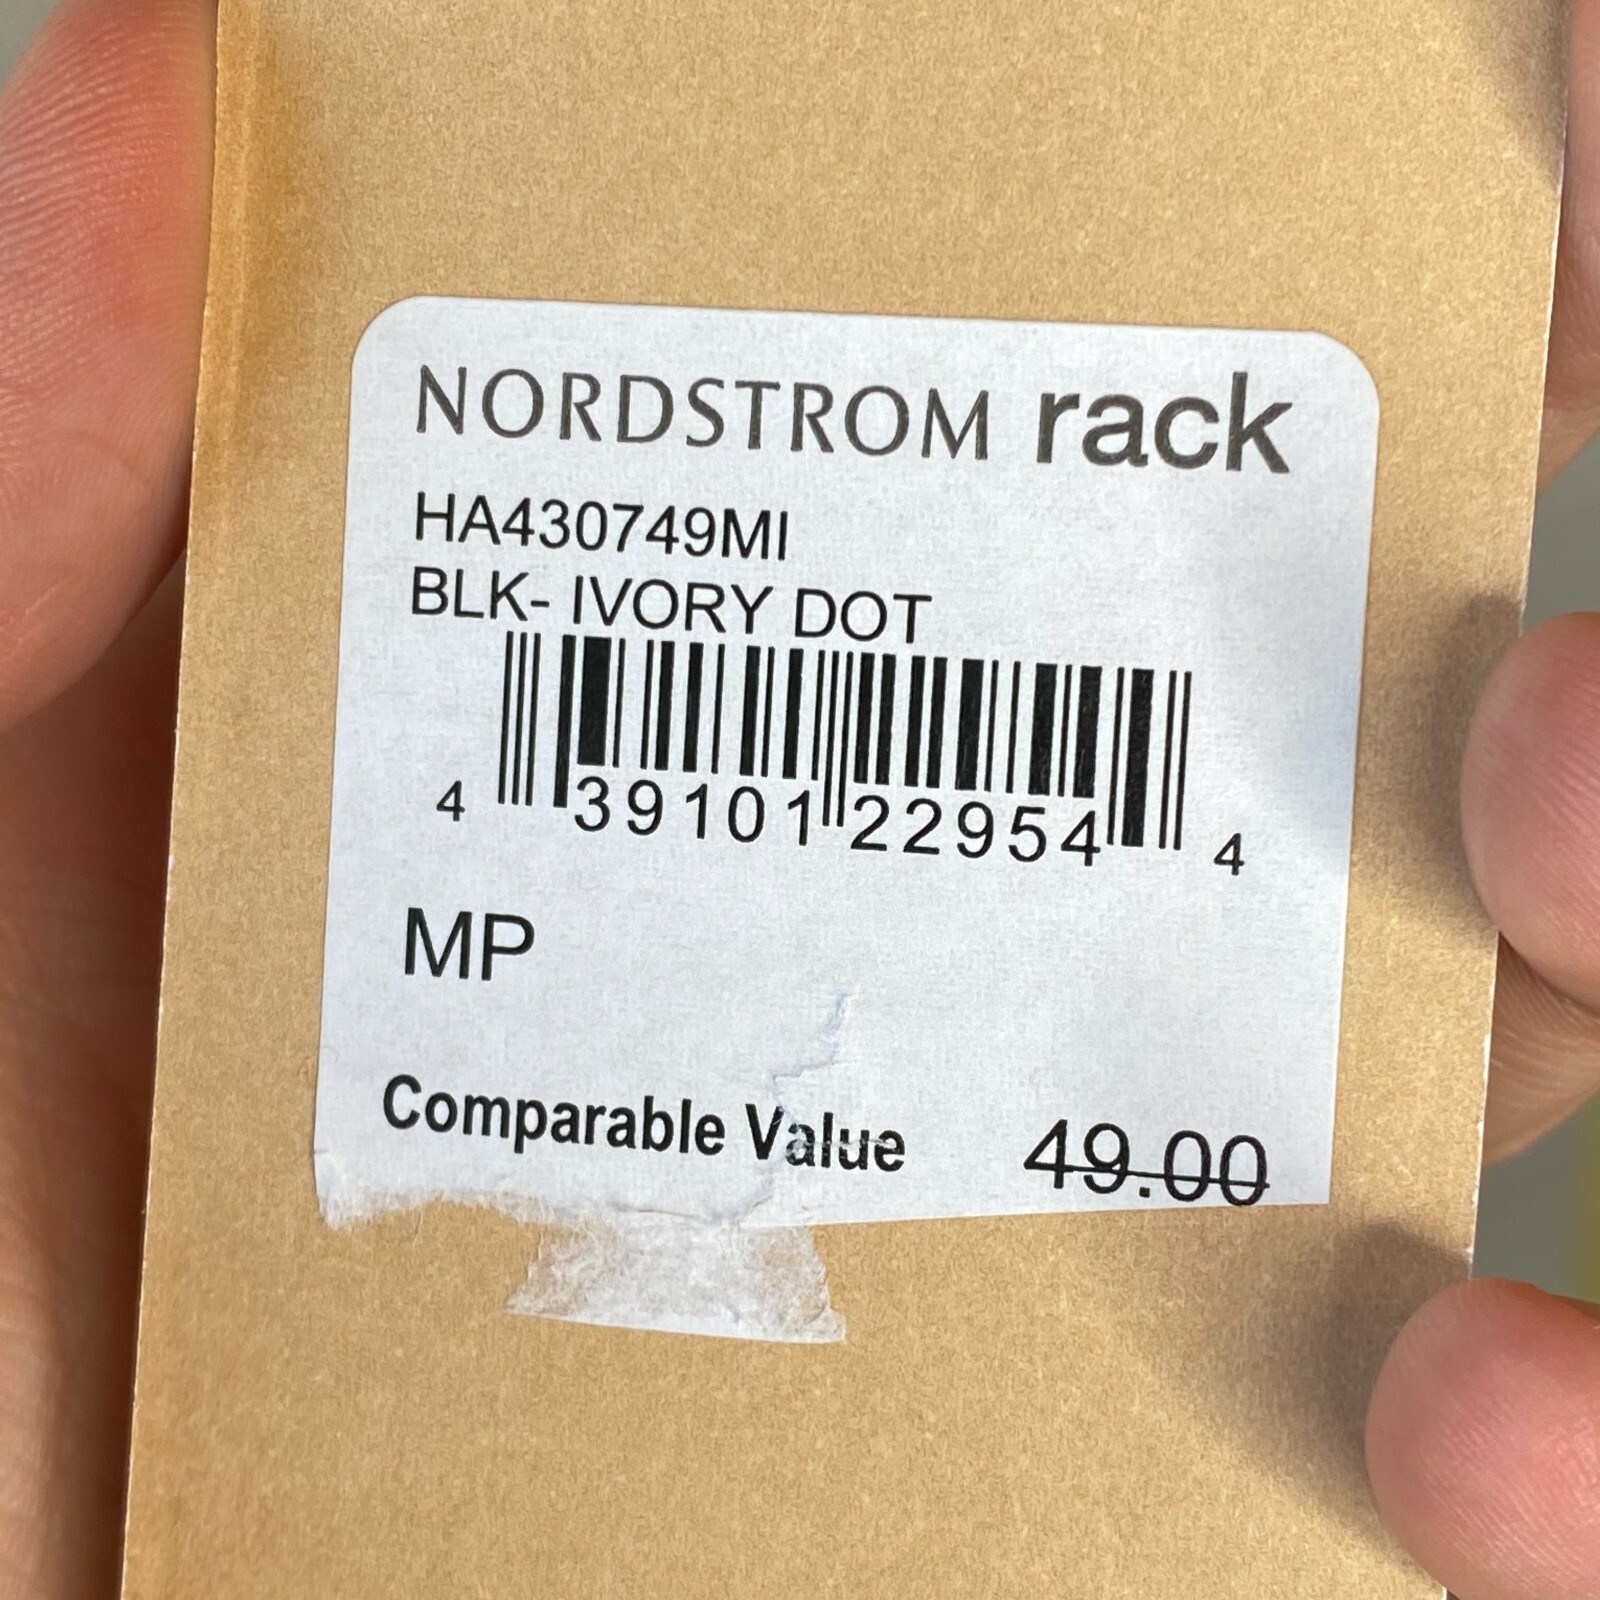 NORDSTROM rack
HA430749MI
BLK- IVORY DOT
4 39101 22954 4
MP
Comparable Value 49.00